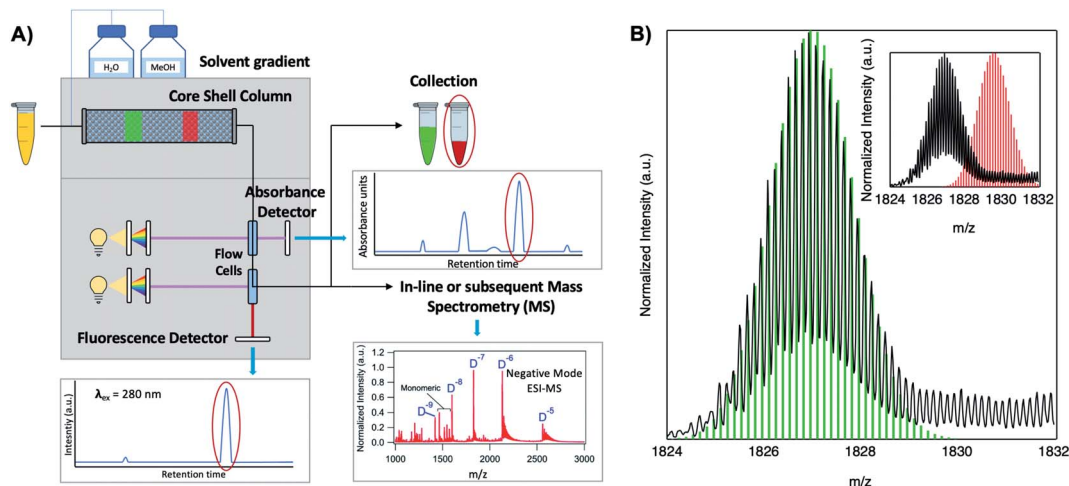 A)
H₂O
MeOH
Solvent gradient
Core Shell Column
Collection
Absorbance
Detector
Flow
Cells
Fluorescence Detector
Absorbance units
Retention time
In-line or subsequent Mass
Spectrometry (MS)
λex = 280 nm
Intesntiy (a.u.)
Retention time
Normalized Intensity (a.u.)
1.2
1.0
0.8
0.6
0.4
0.2
0.0
Monomeric
D-9
D-8
D-7
D-6
D-5
Negative Mode
ESI-MS
1000
1500
2000
2500
3000
m/z
B)
Normalized Intensity (a.u.)
1824
1826
1828
1830
1832
m/z
Normalized Intensity (a.u.)
1824 1826 1828 1830 1832
m/z